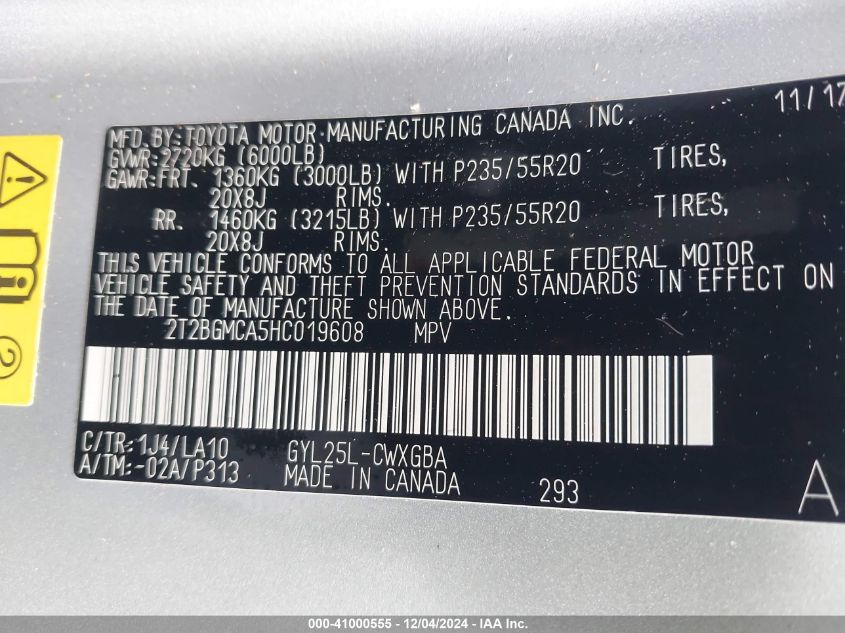 11/17
MFD.BY:TOYOTA MOTOR MANUFACTURING CANADA INC.
GVWR:2720KG (6000LB)
GAWR:FRT. 1360KG (3000LB) WITH P235/55R20 TIRES,
20X8J RIMS.
RR. 1460KG (3215LB) WITH P235/55R20 TIRES,
20X8J RIMS.
THIS VEHICLE CONFORMS TO ALL APPLICABLE FEDERAL MOTOR
VEHICLE SAFETY AND THEFT PREVENTION STANDARDS IN EFFECT ON
THE DATE OF MANUFACTURE SHOWN ABOVE.
2T2BGMCA5HC019608 MPV
C/TR:1J4/LA10 GYL25L-CWXGBA
A/TM:-02A/P313 MADE IN CANADA 293 A
2
000-41000555 - 12/04/2024 - IAA Inc.